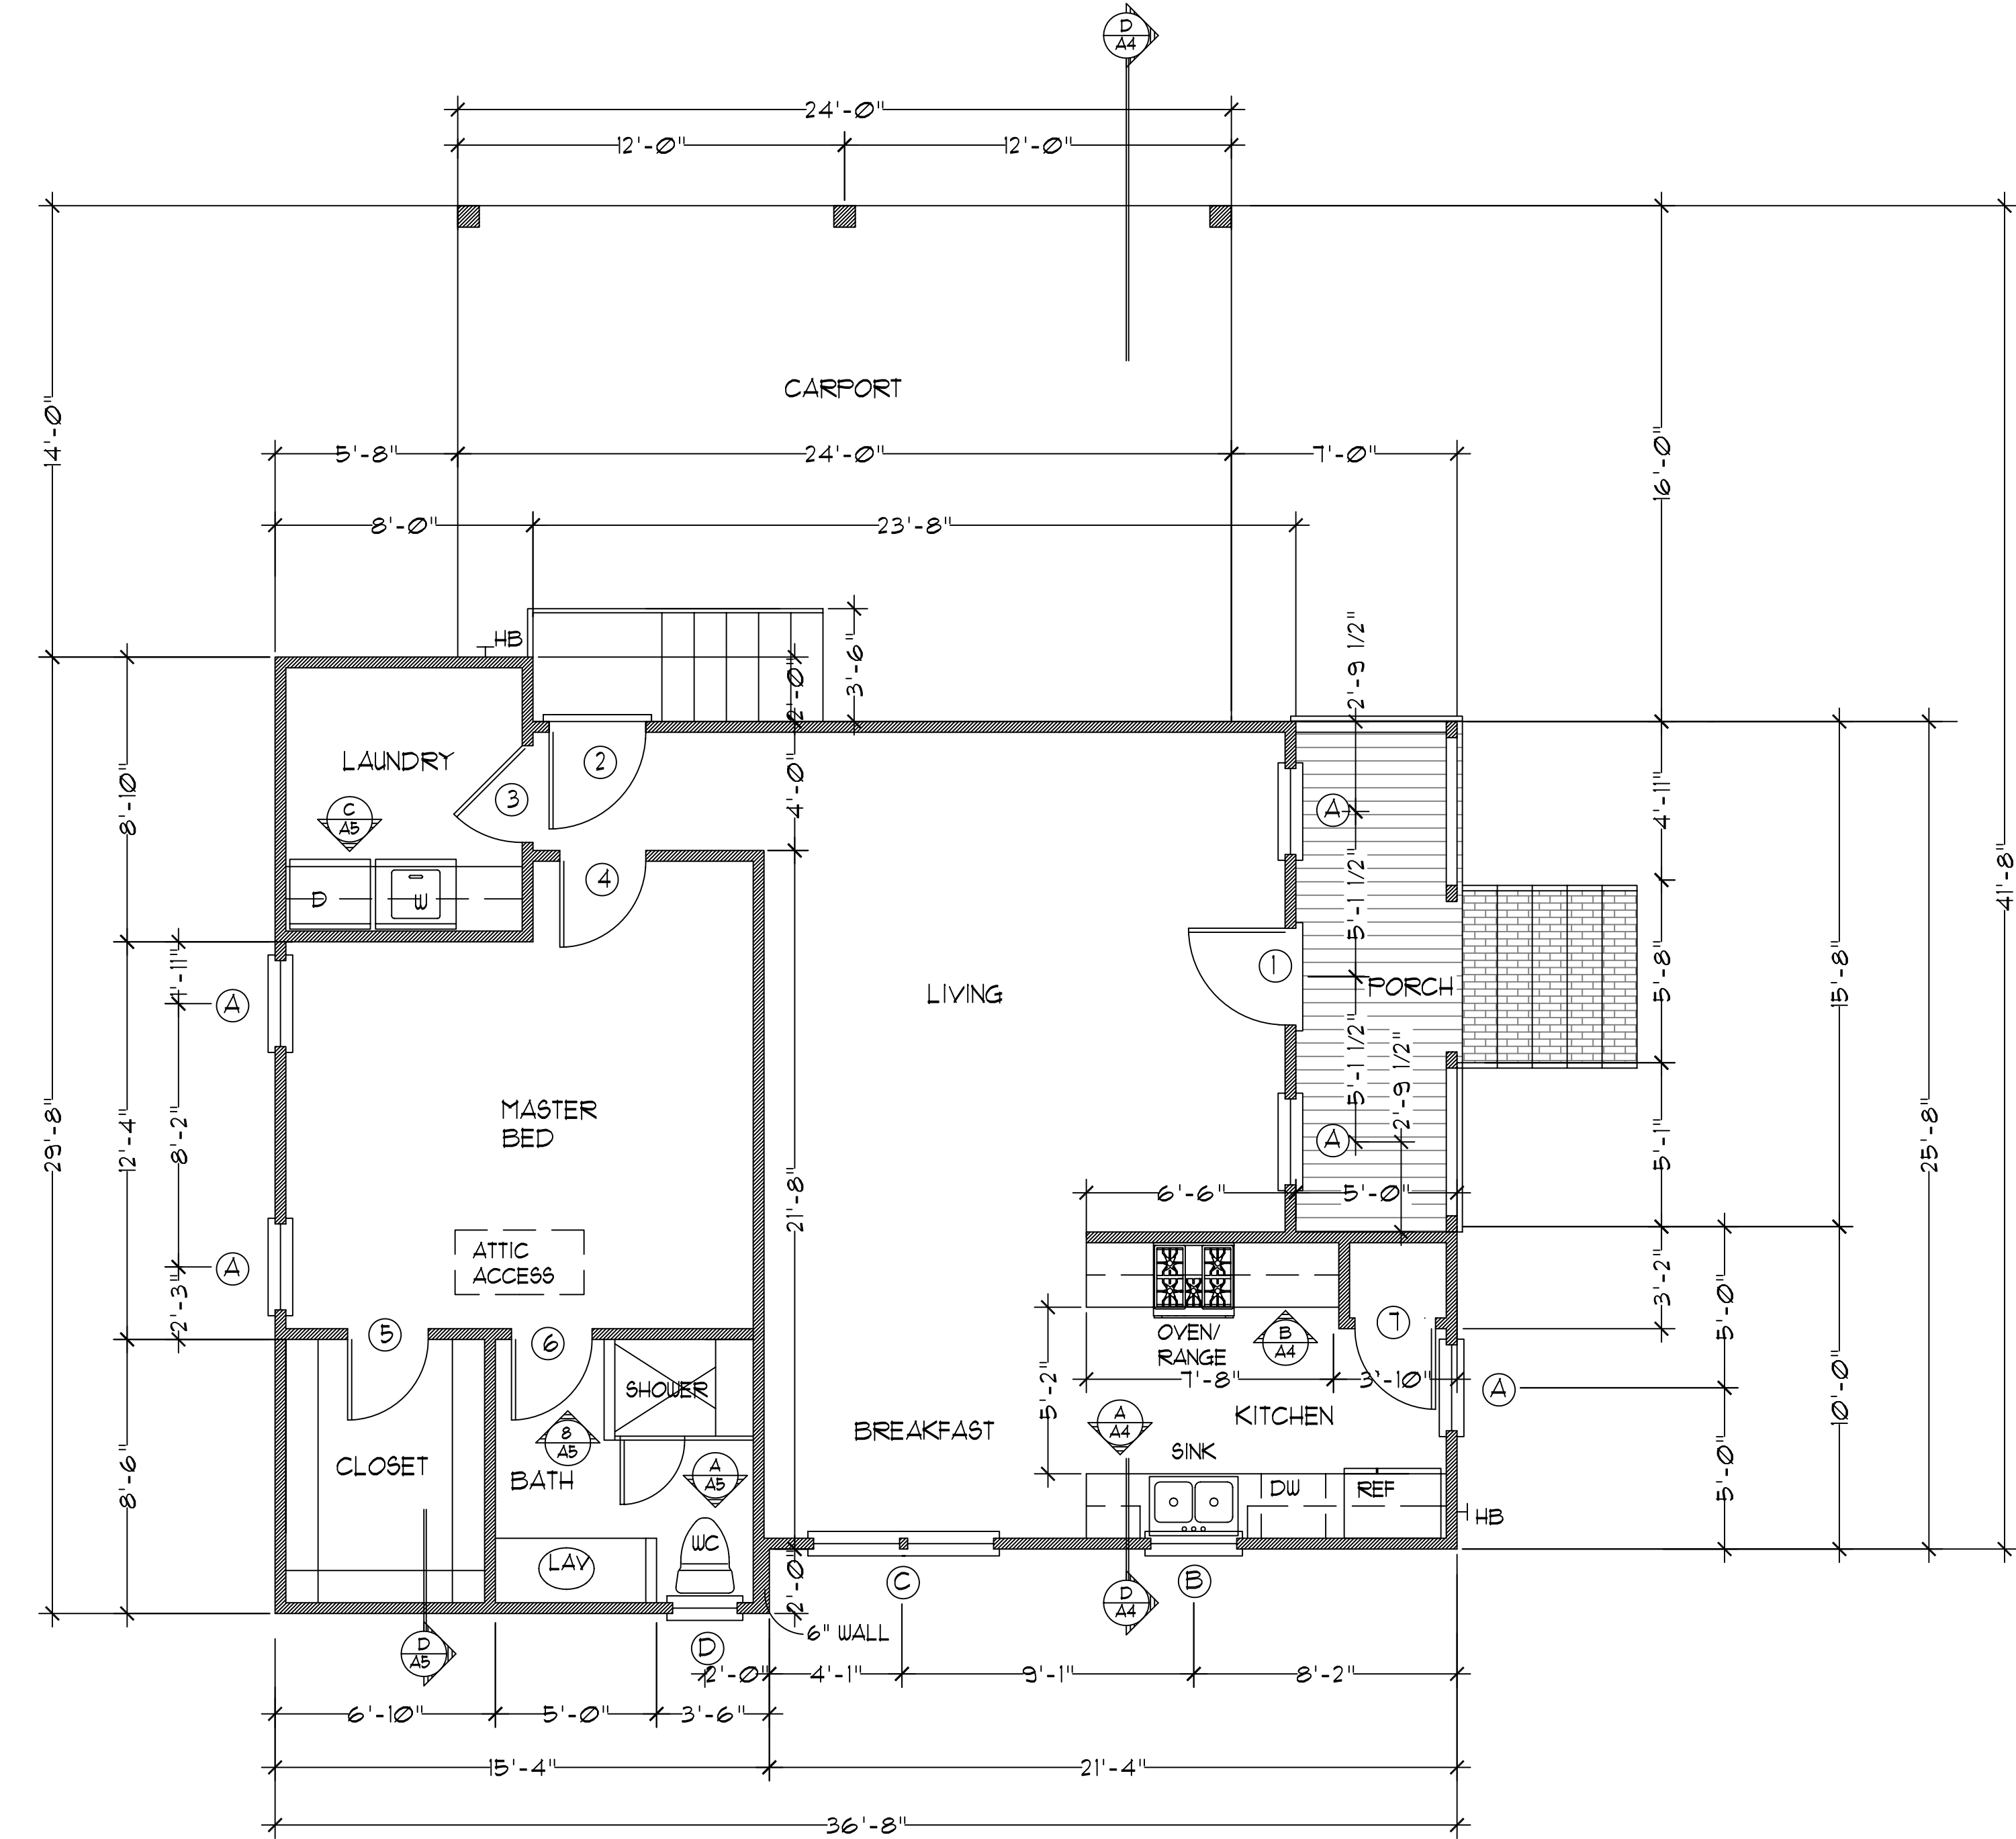 D
A4
24'-0"
12'-0" 12'-0"
CARPORT
14'-0"
16'-0"
5'-8" 24'-0" 7'-0"
8'-0" 23'-8"
HB
2'-0"
3'-6"
2'-9 1/2"
LAUNDRY
2
3
C
A5
D W
4
8'-10"
4'-0"
A
5'-1 1/2"
4'-11"
41'-8"
1'-11"
A
LIVING
1
PORCH
5'-8"
15'-8"
MASTER
BED
29'-8"
12'-4"
8'-2"
21'-8"
5'-1 1/2"
2'-9 1/2"
A
5'-1"
25'-8"
6'-6" 5'-0"
ATTIC
ACCESS
A
2'-3"
5
6
OVEN/
RANGE
B
A4
7
3'-2"
5'-0"
7'-8" 3'-10"
5'-2"
SHOWER
A
10'-0"
BREAKFAST
A
A4
KITCHEN
SINK
DW REF
HB
5'-0"
8'-6"
CLOSET
8
A5
BATH
A
A5
WC
LAV
2'-0"
C
D
A4
B
6" WALL
D
A5
D
2'-0" 4'-1" 9'-1" 8'-2"
6'-10" 5'-0" 3'-6"
15'-4" 21'-4"
36'-8"